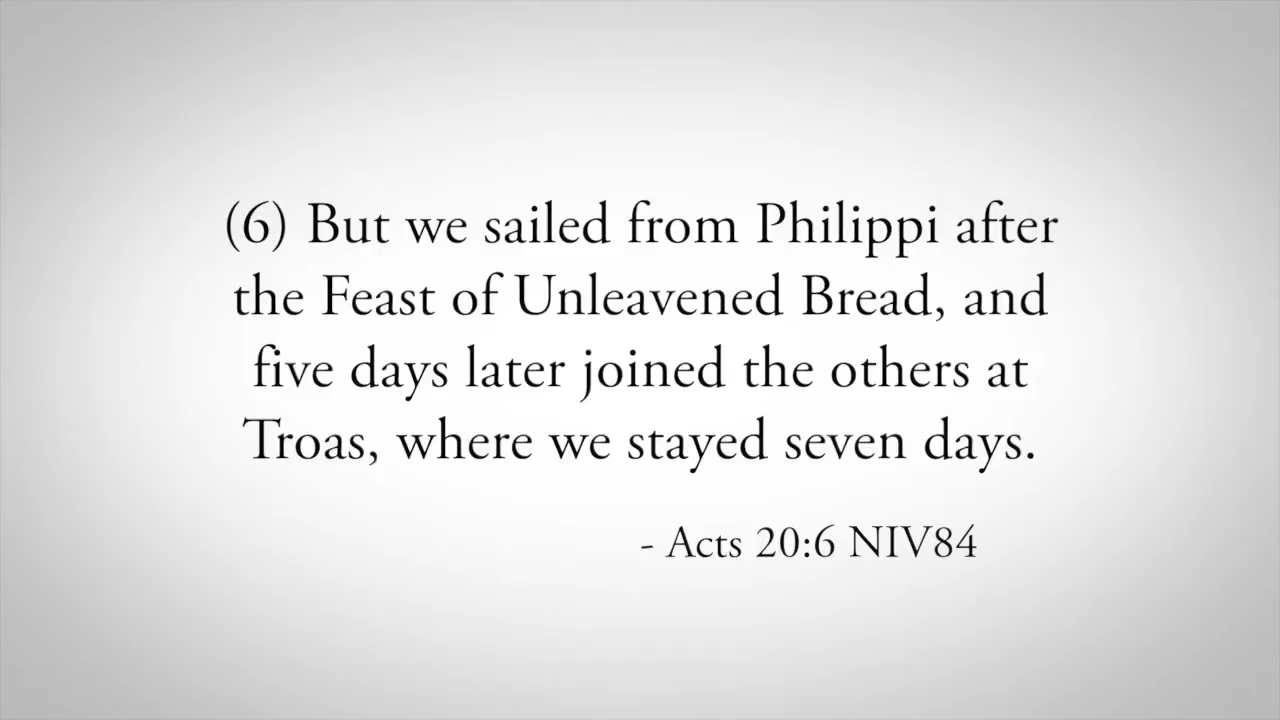 (6) But we sailed from Philippi after
the Feast of Unleavened Bread, and
five days later joined the others at
Troas, where we stayed seven days.
- Acts 20:6 NIV84